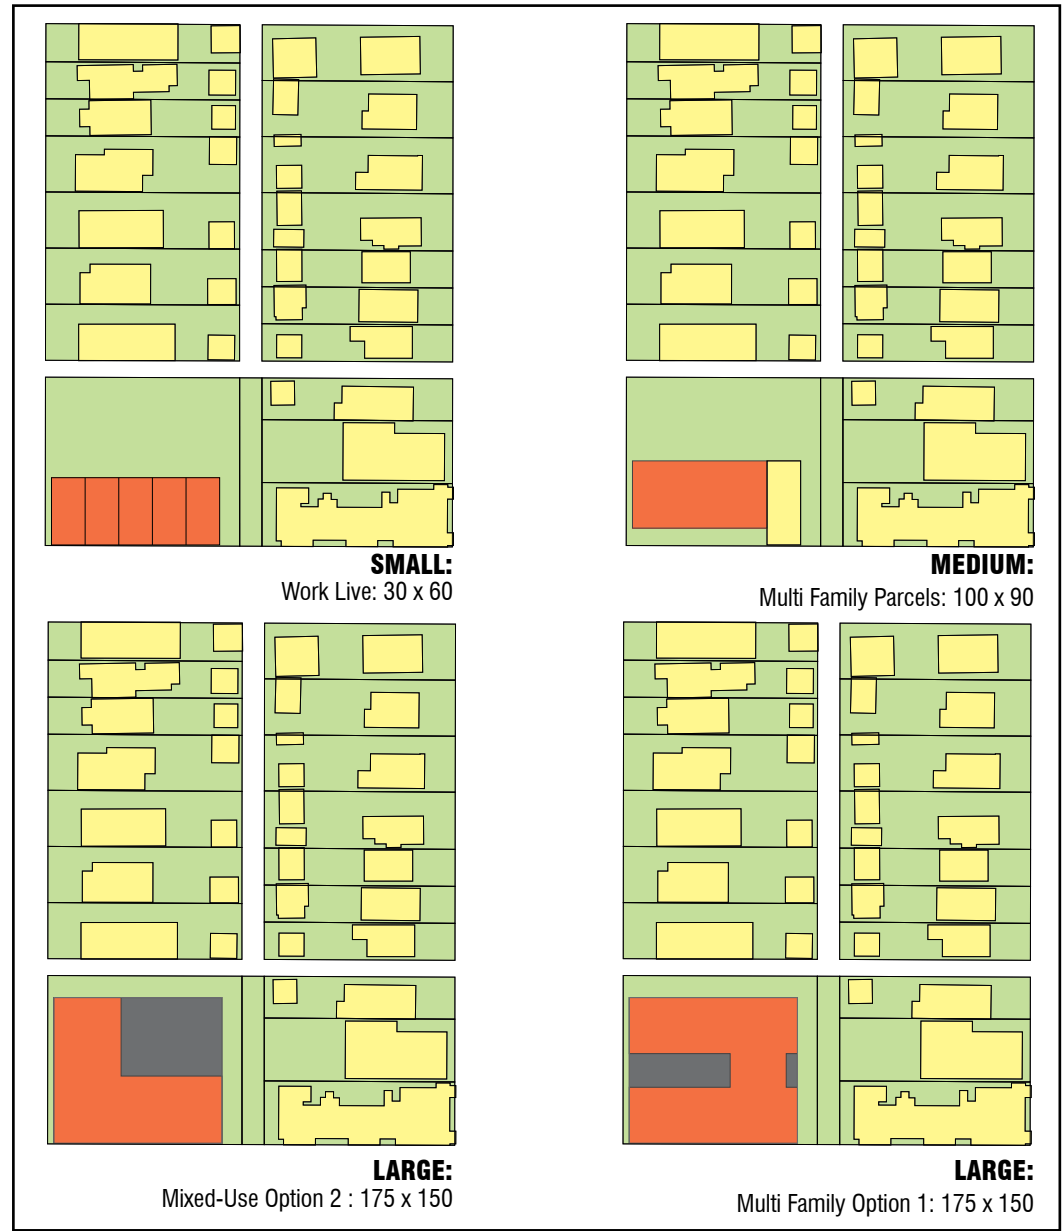 SMALL:
Work Live: 30 x 60
MEDIUM:
Multi Family Parcels: 100 x 90
LARGE:
Mixed-Use Option 2 : 175 x 150
LARGE:
Multi Family Option 1: 175 x 150